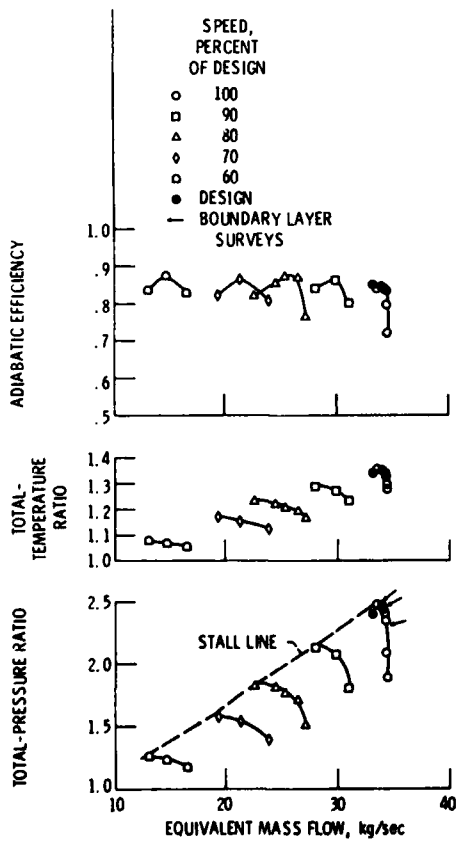 SPEED,
PERCENT
OF DESIGN
100
90
80
70
60
DESIGN
BOUNDARY LAYER
SURVEYS
ADIABATIC EFFICIENCY
1.0
.9
.8
.7
.6
.5
TOTAL-
TEMPERATURE
RATIO
1.4
1.3
1.2
1.1
1.0
TOTAL-PRESSURE RATIO
2.5
2.0
1.5
1.0
STALL LINE
10 20 30 40
EQUIVALENT MASS FLOW, kg/sec